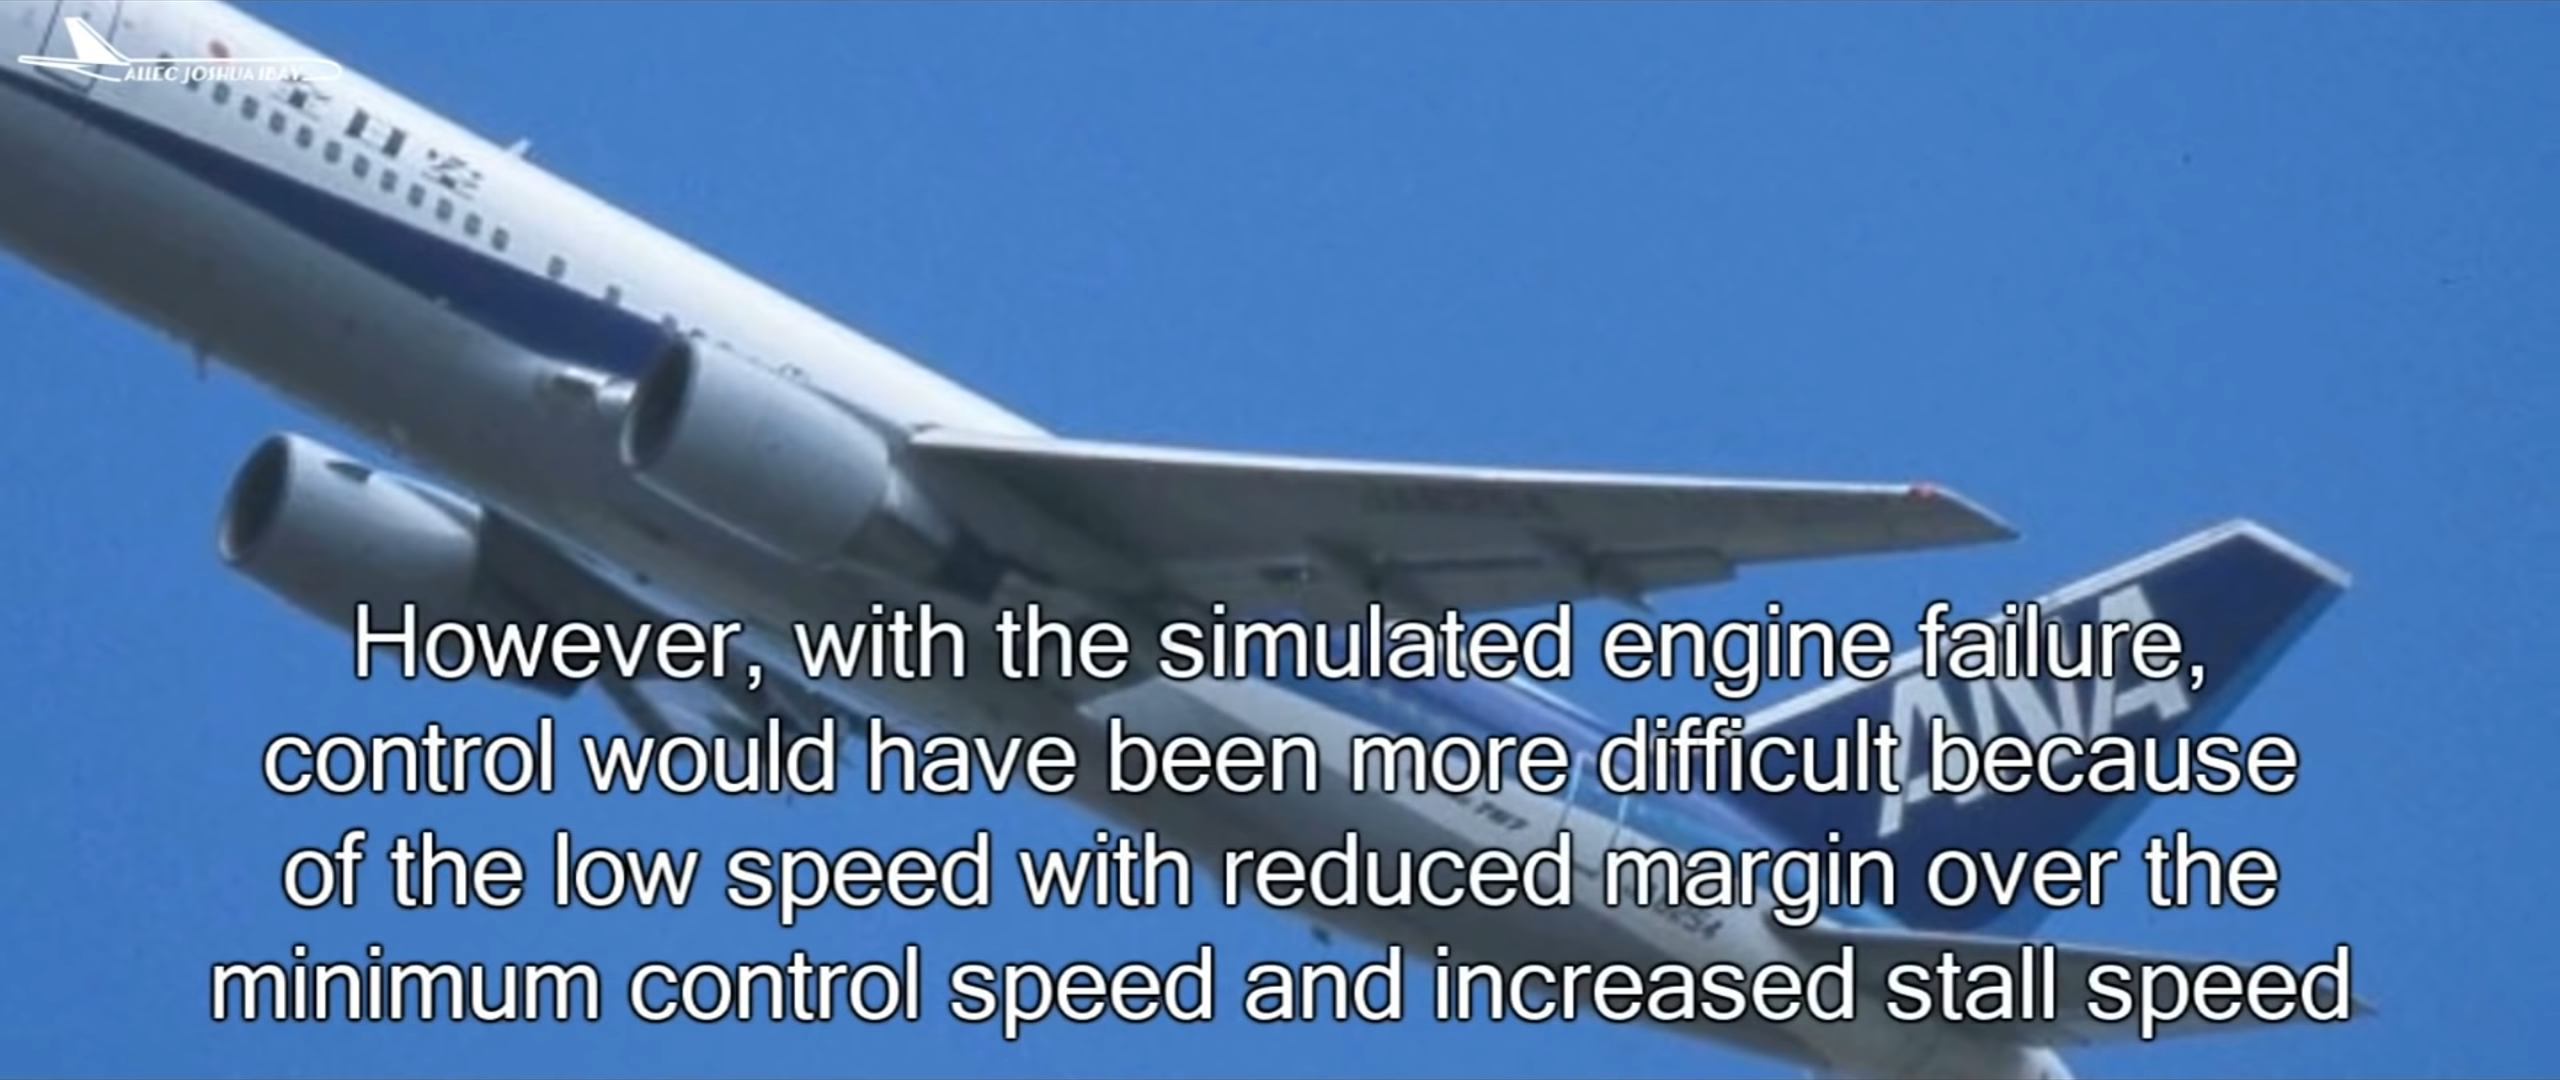 ALLEC JOSHUA IBAY
全日空
However, with the simulated engine failure,
ANA
control would have been more difficult because
767
of the low speed with reduced margin over the
minimum control speed and increased stall speed